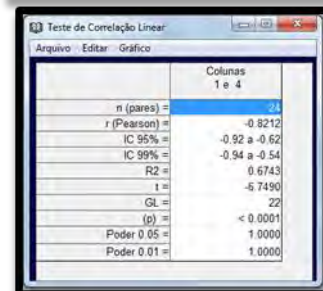 Teste de Correlação Linear
Arquivo Editar Gráfico
Colunas
1 e 4
n (pares) = 24
r (Pearson) = -0.8212
IC 95% = -0.92 a -0.62
IC 99% = -0.94 a -0.54
R2 = 0.6743
t = -6.7490
GL = 22
(p) = < 0.0001
Poder 0.05 = 1.0000
Poder 0.01 = 1.0000